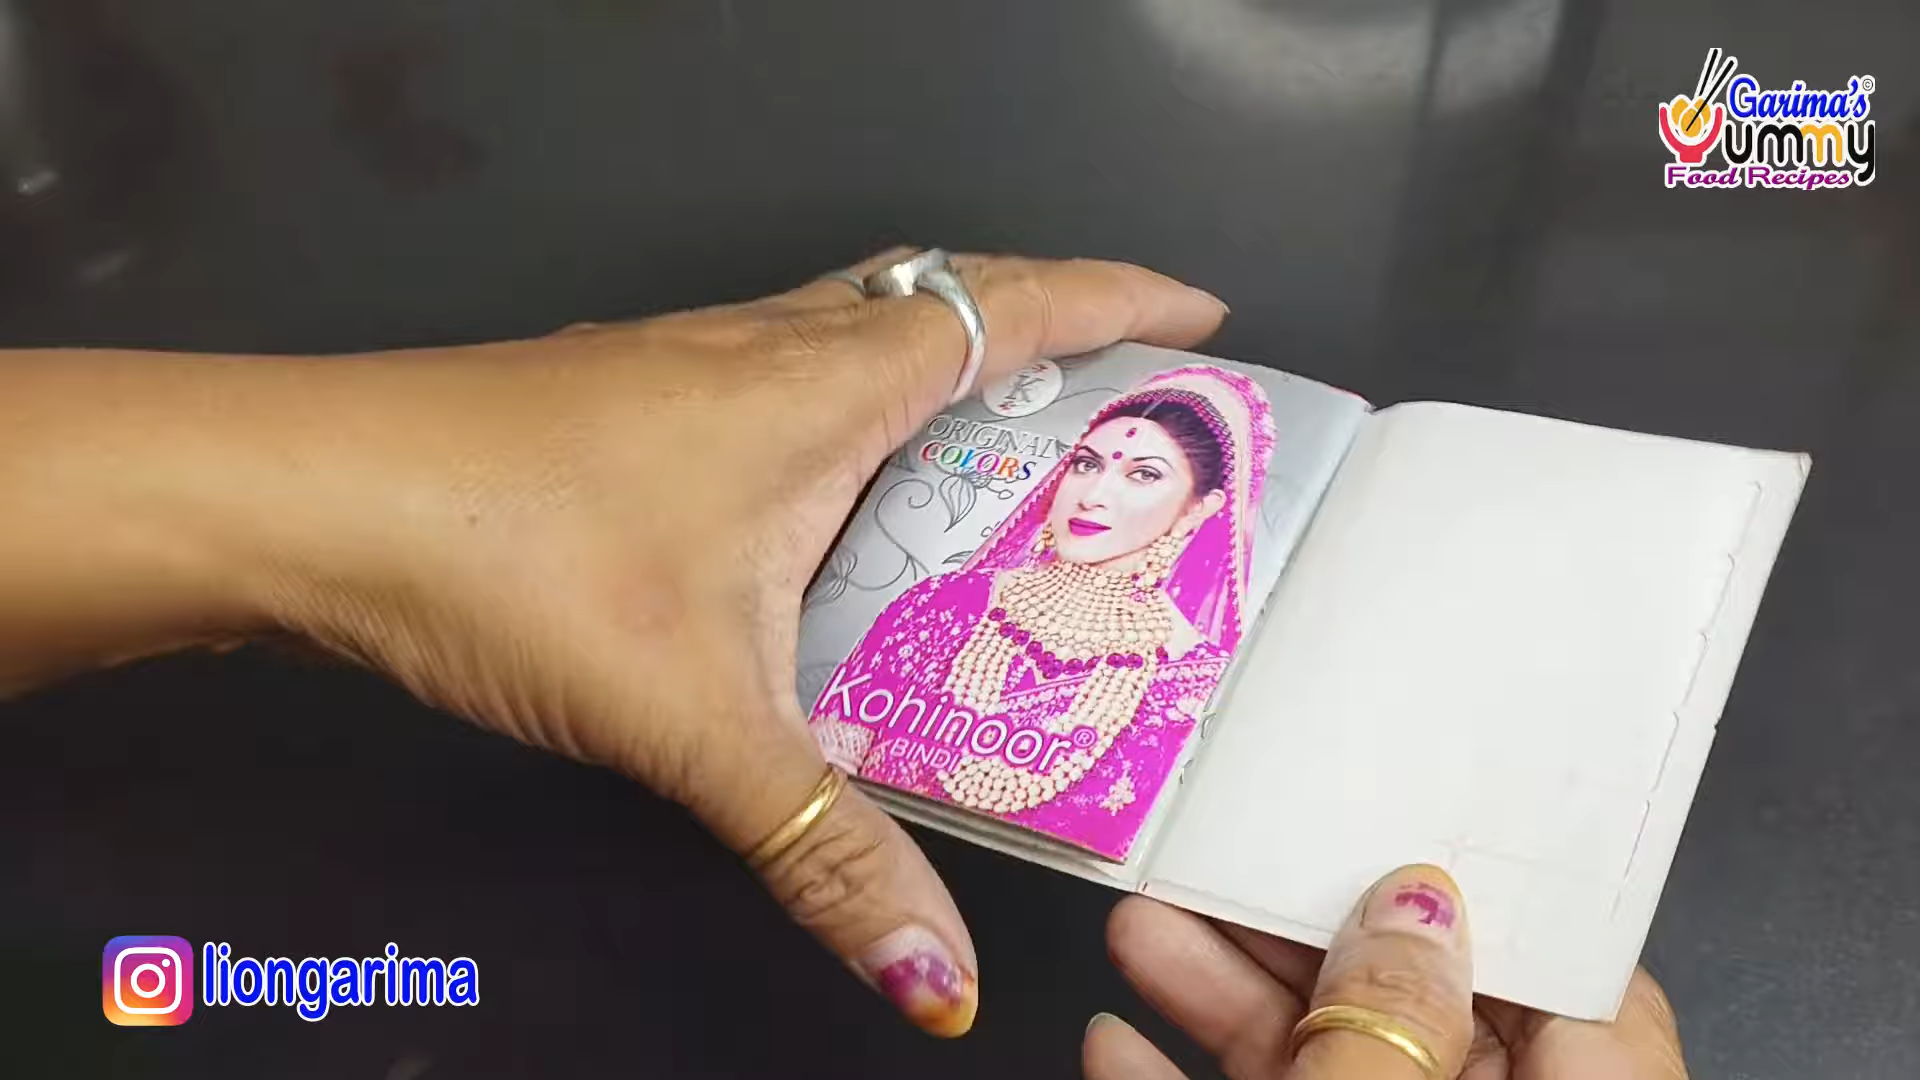 Garima's©
Yummy
Food Recipes
K
ORIGINAL
COLORS
Kohinoor®
BINDI
liongarima